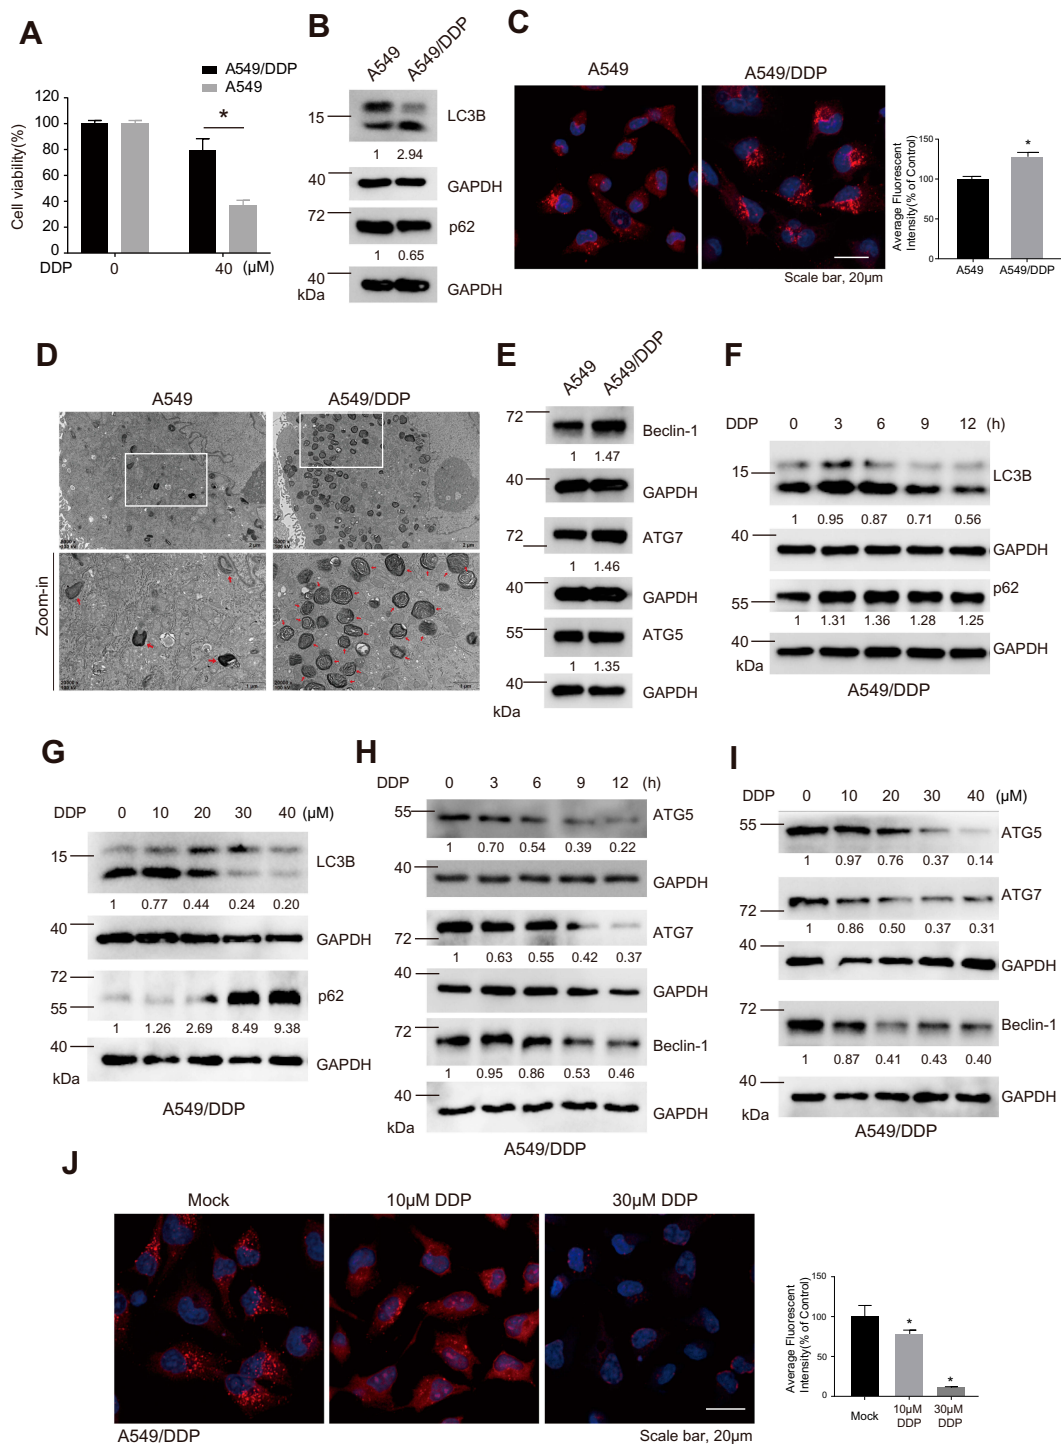 A
A549/DDP
A549
Cell viability(%)
120
100
80
60
40
20
0
*
DDP
0
40
(μM)
B
A549
A549/DDP
15
LC3B
1 2.94
40
GAPDH
72
p62
1 0.65
40
kDa
GAPDH
C
A549
A549/DDP
Scale bar, 20μm
Average Fluorescent
Intensity(% of Control)
150
100
50
0
*
A549
A549/DDP
D
A549
A549/DDP
Zoom-in
2 μm
2 μm
1 μm
1 μm
E
A549
A549/DDP
72
Beclin-1
1 1.47
40
GAPDH
72
ATG7
1 1.46
40
GAPDH
55
ATG5
1 1.35
40
GAPDH
kDa
F
DDP 0 3 6 9 12 (h)
15
LC3B
1 0.95 0.87 0.71 0.56
40
GAPDH
p62
55
1 1.31 1.36 1.28 1.25
40
GAPDH
kDa
A549/DDP
G
DDP 0 10 20 30 40 (μM)
15
LC3B
1 0.77 0.44 0.24 0.20
40
GAPDH
72
p62
55
1 1.26 2.69 8.49 9.38
40
GAPDH
kDa
A549/DDP
H
DDP 0 3 6 9 12 (h)
55
ATG5
1 0.70 0.54 0.39 0.22
40
GAPDH
ATG7
72
1 0.63 0.55 0.42 0.37
40
GAPDH
72
Beclin-1
1 0.95 0.86 0.53 0.46
40
GAPDH
kDa
A549/DDP
I
DDP 0 10 20 30 40 (μM)
55
ATG5
1 0.97 0.76 0.37 0.14
ATG7
72
1 0.86 0.50 0.37 0.31
40
GAPDH
Beclin-1
1 0.87 0.41 0.43 0.40
40
GAPDH
kDa
A549/DDP
J
Mock
10μM DDP
30μM DDP
A549/DDP
Scale bar, 20μm
Average Fluorescent
Intensity(% of Control)
150
100
50
0
*
*
Mock
10μM
DDP
30μM
DDP